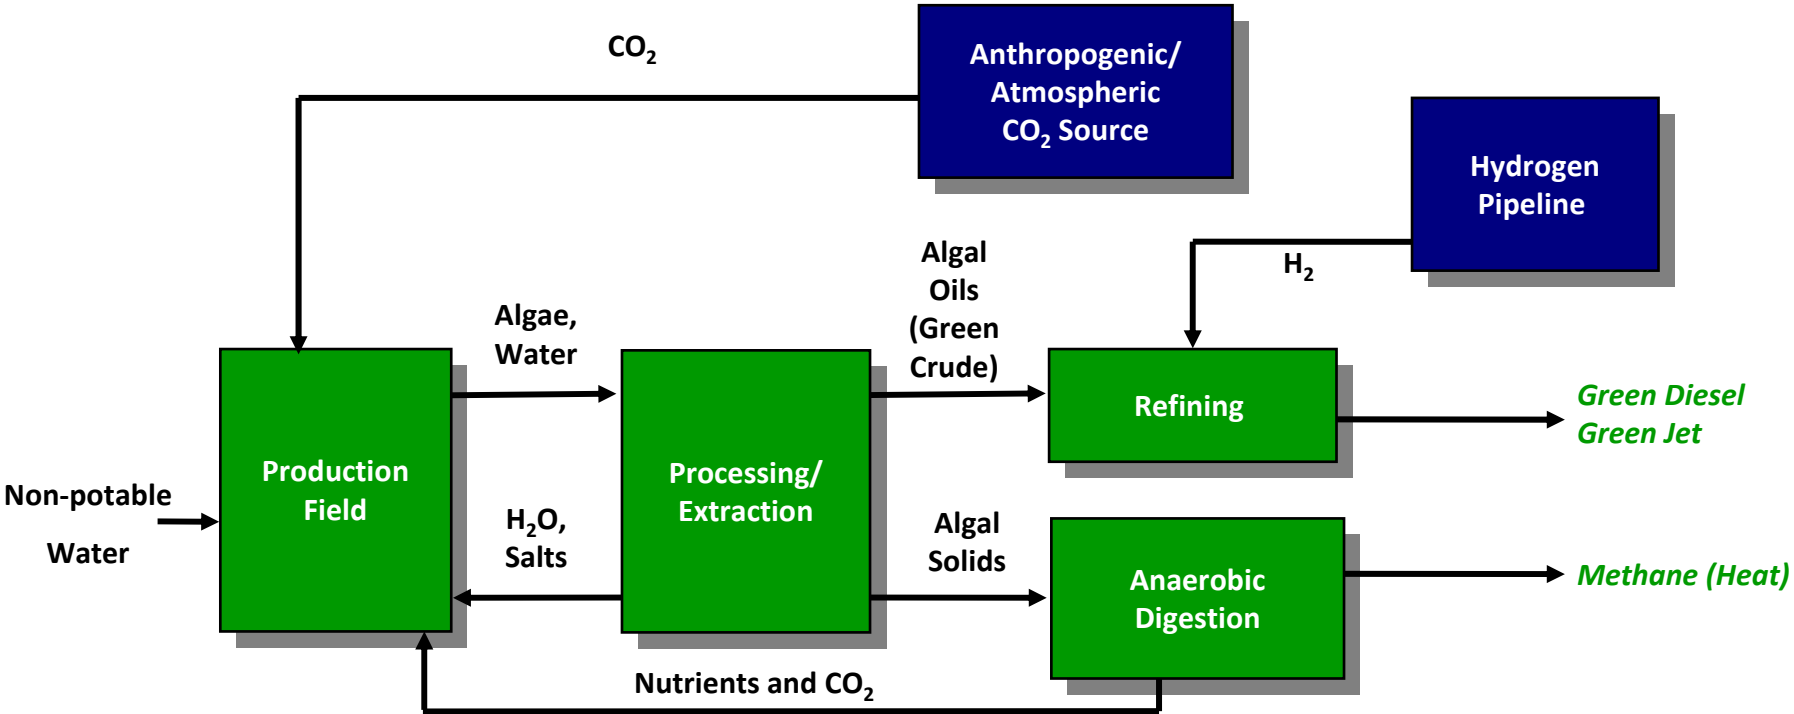 CO₂
Anthropogenic/
Atmospheric
CO₂ Source
Hydrogen
Pipeline
H₂
Algal
Oils
(Green
Crude)
Algae,
Water
Refining
Green Diesel
Green Jet
Production
Field
Processing/
Extraction
Non-potable
Water
H₂O,
Salts
Algal
Solids
Anaerobic
Digestion
Methane (Heat)
Nutrients and CO₂